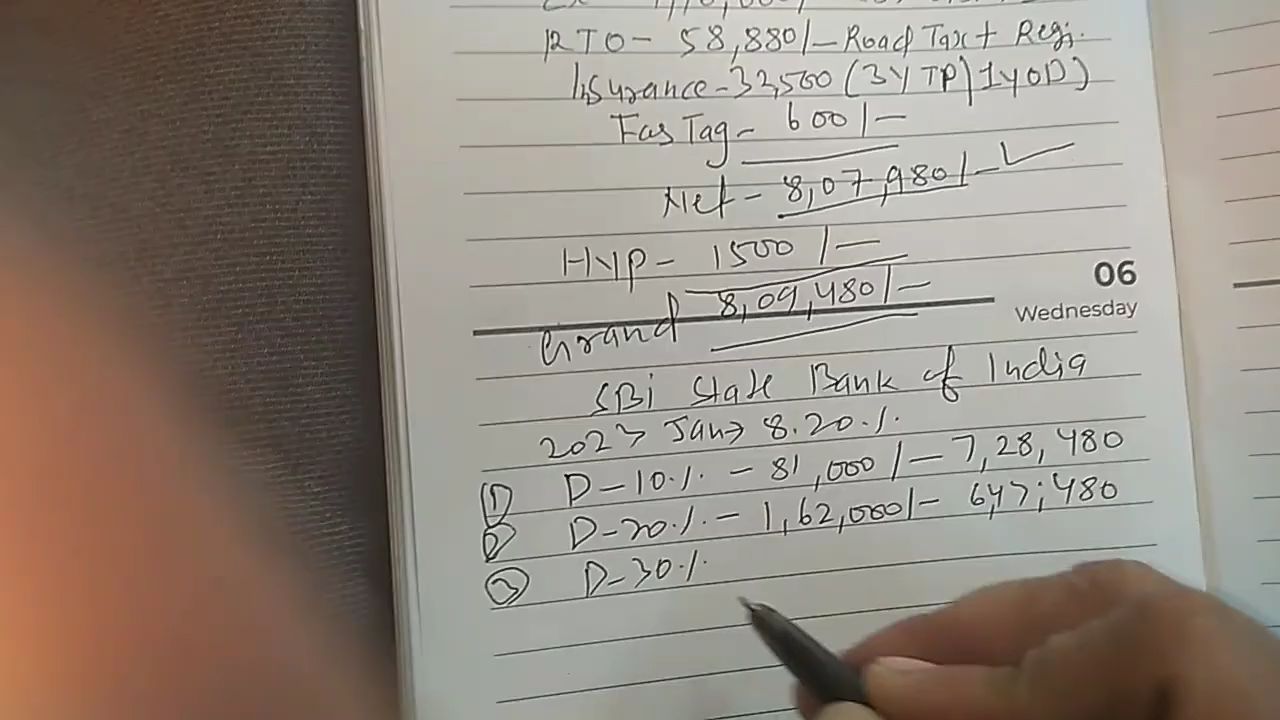 RTO - 58,880/- Road Tax + Regi.
Insurance - 32,500 (3Y TP | 1Y OD)
FasTag - 600/-
Net - 8,07,980/- ✓
HYP - 1500/-
06
Grand 8,09,480/-
Wednesday
SBi State Bank of India
2023 Jan → 8.20%.
① D-10%. - 81,000/- 7,28,480
② D-20%. - 1,62,000/- 6,47,480
③ D-30%.